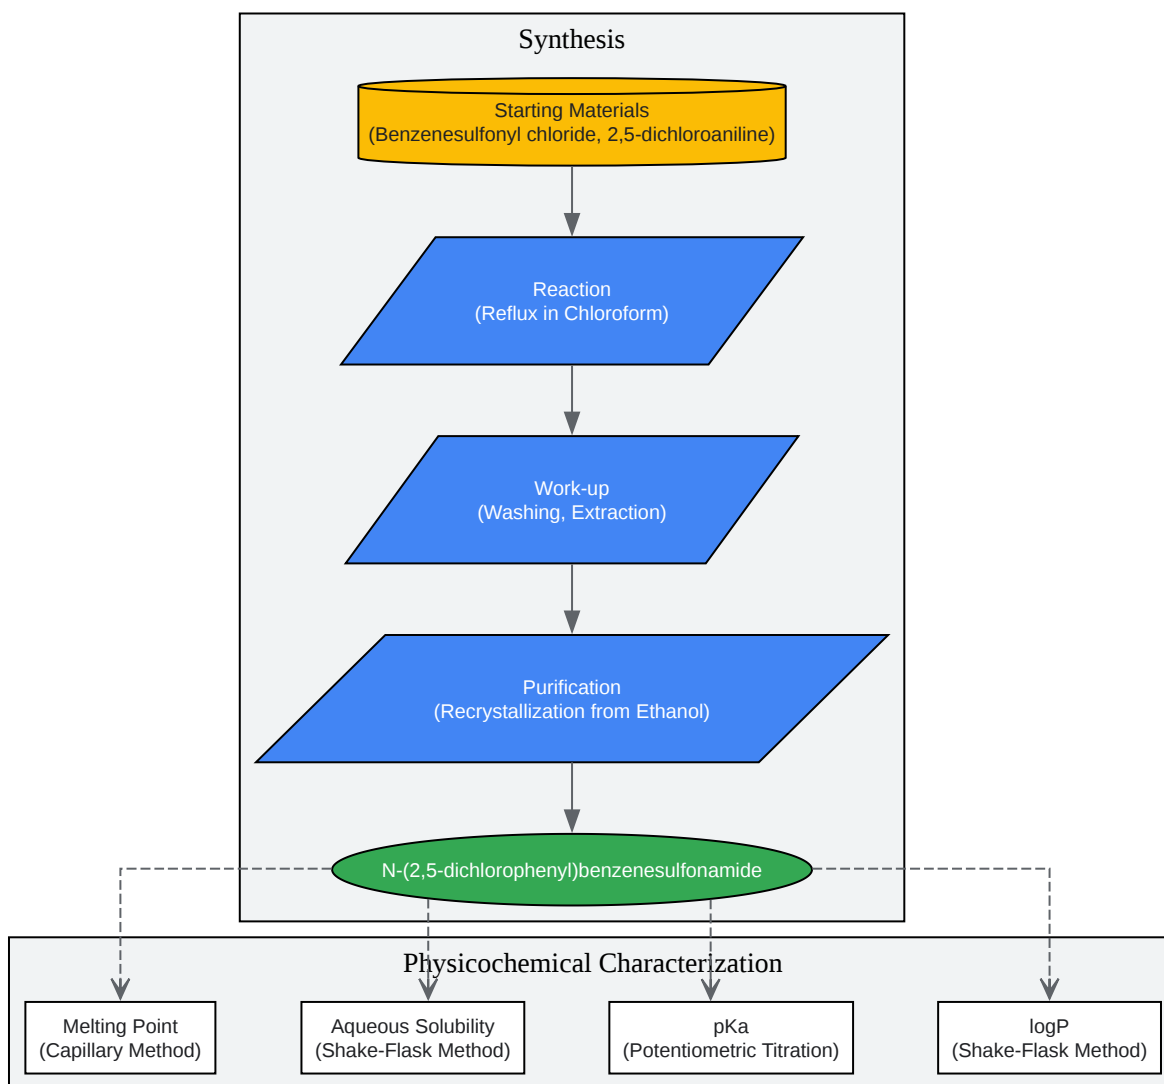 Synthesis
Starting Materials
(Benzenesulfonyl chloride, 2,5-dichloroaniline)
Reaction
(Reflux in Chloroform)
Work-up
(Washing, Extraction)
Purification
(Recrystallization from Ethanol)
N-(2,5-dichlorophenyl)benzenesulfonamide
Physicochemical Characterization
Melting Point
(Capillary Method)
Aqueous Solubility
(Shake-Flask Method)
pKa
(Potentiometric Titration)
logP
(Shake-Flask Method)